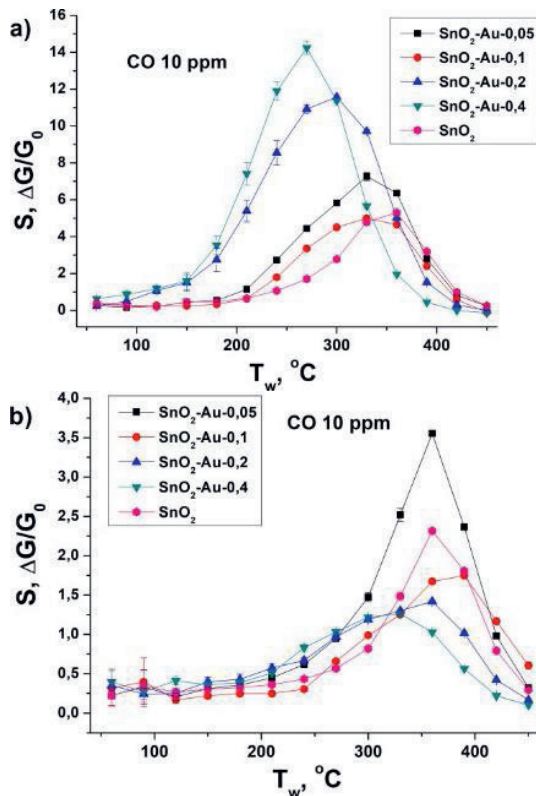 a)
CO 10 ppm
SnO₂-Au-0,05
SnO₂-Au-0,1
SnO₂-Au-0,2
SnO₂-Au-0,4
SnO₂
S, ΔG/G₀
16
14
12
10
8
6
4
2
0
100 200 300 400
T_w, °C
b)
CO 10 ppm
SnO₂-Au-0,05
SnO₂-Au-0,1
SnO₂-Au-0,2
SnO₂-Au-0,4
SnO₂
S, ΔG/G₀
4,0
3,5
3,0
2,5
2,0
1,5
1,0
0,5
0,0
100 200 300 400
T_w, °C